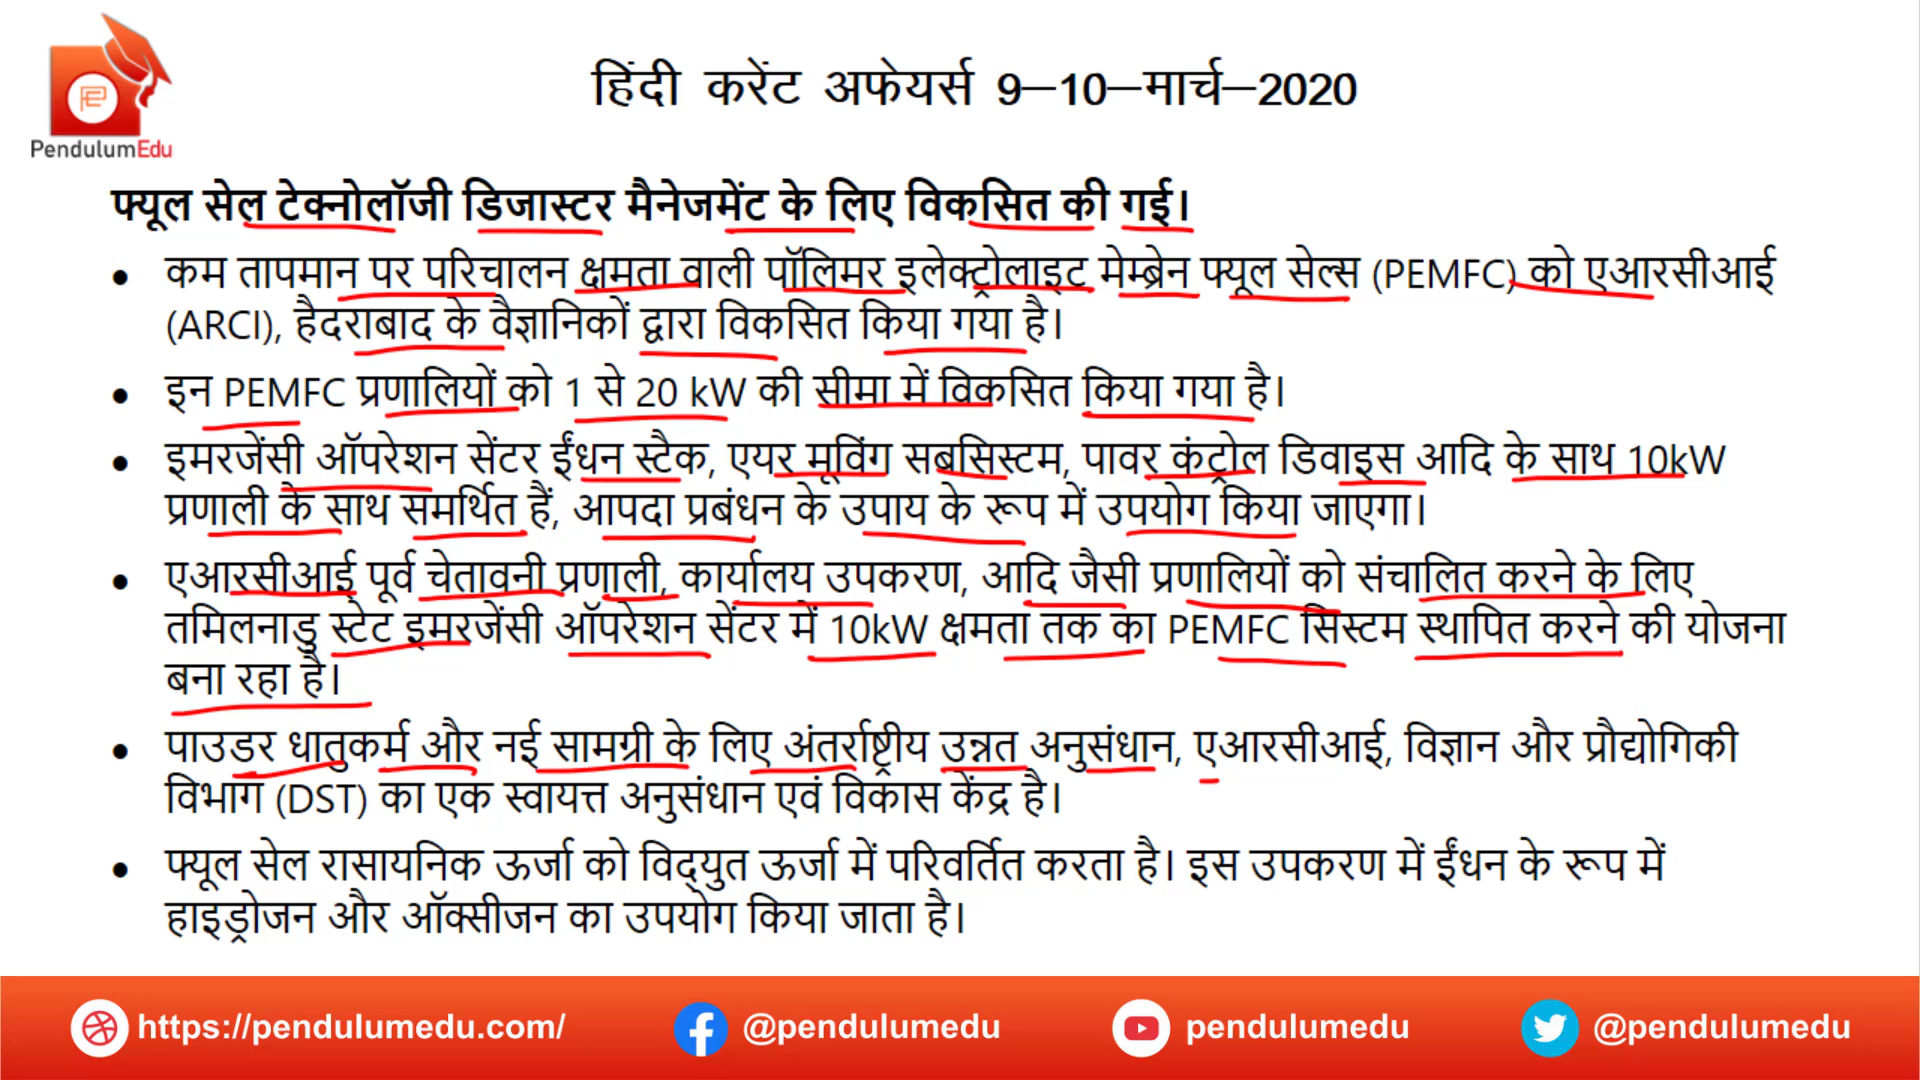 PendulumEdu
हिंदी करेंट अफेयर्स 9–10–मार्च–2020
फ्यूल सेल टेक्नोलॉजी डिजास्टर मैनेजमेंट के लिए विकसित की गई।
• कम तापमान पर परिचालन क्षमता वाली पॉलिमर इलेक्ट्रोलाइट मेम्ब्रेन फ्यूल सेल्स (PEMFC) को एआरसीआई
(ARCI), हैदराबाद के वैज्ञानिकों द्वारा विकसित किया गया है।
• इन PEMFC प्रणालियों को 1 से 20 kW की सीमा में विकसित किया गया है।
• इमरजेंसी ऑपरेशन सेंटर ईंधन स्टैक, एयर मूविंग सबसिस्टम, पावर कंट्रोल डिवाइस आदि के साथ 10kW
प्रणाली के साथ समर्थित हैं, आपदा प्रबंधन के उपाय के रूप में उपयोग किया जाएगा।
• एआरसीआई पूर्व चेतावनी प्रणाली, कार्यालय उपकरण, आदि जैसी प्रणालियों को संचालित करने के लिए
तमिलनाडु स्टेट इमरजेंसी ऑपरेशन सेंटर में 10kW क्षमता तक का PEMFC सिस्टम स्थापित करने की योजना
बना रहा है।
• पाउडर धातुकर्म और नई सामग्री के लिए अंतर्राष्ट्रीय उन्नत अनुसंधान, एआरसीआई, विज्ञान और प्रौद्योगिकी
विभाग (DST) का एक स्वायत्त अनुसंधान एवं विकास केंद्र है।
• फ्यूल सेल रासायनिक ऊर्जा को विद्युत ऊर्जा में परिवर्तित करता है। इस उपकरण में ईंधन के रूप में
हाइड्रोजन और ऑक्सीजन का उपयोग किया जाता है।
https://pendulumedu.com/ @pendulumedu pendulumedu @pendulumedu